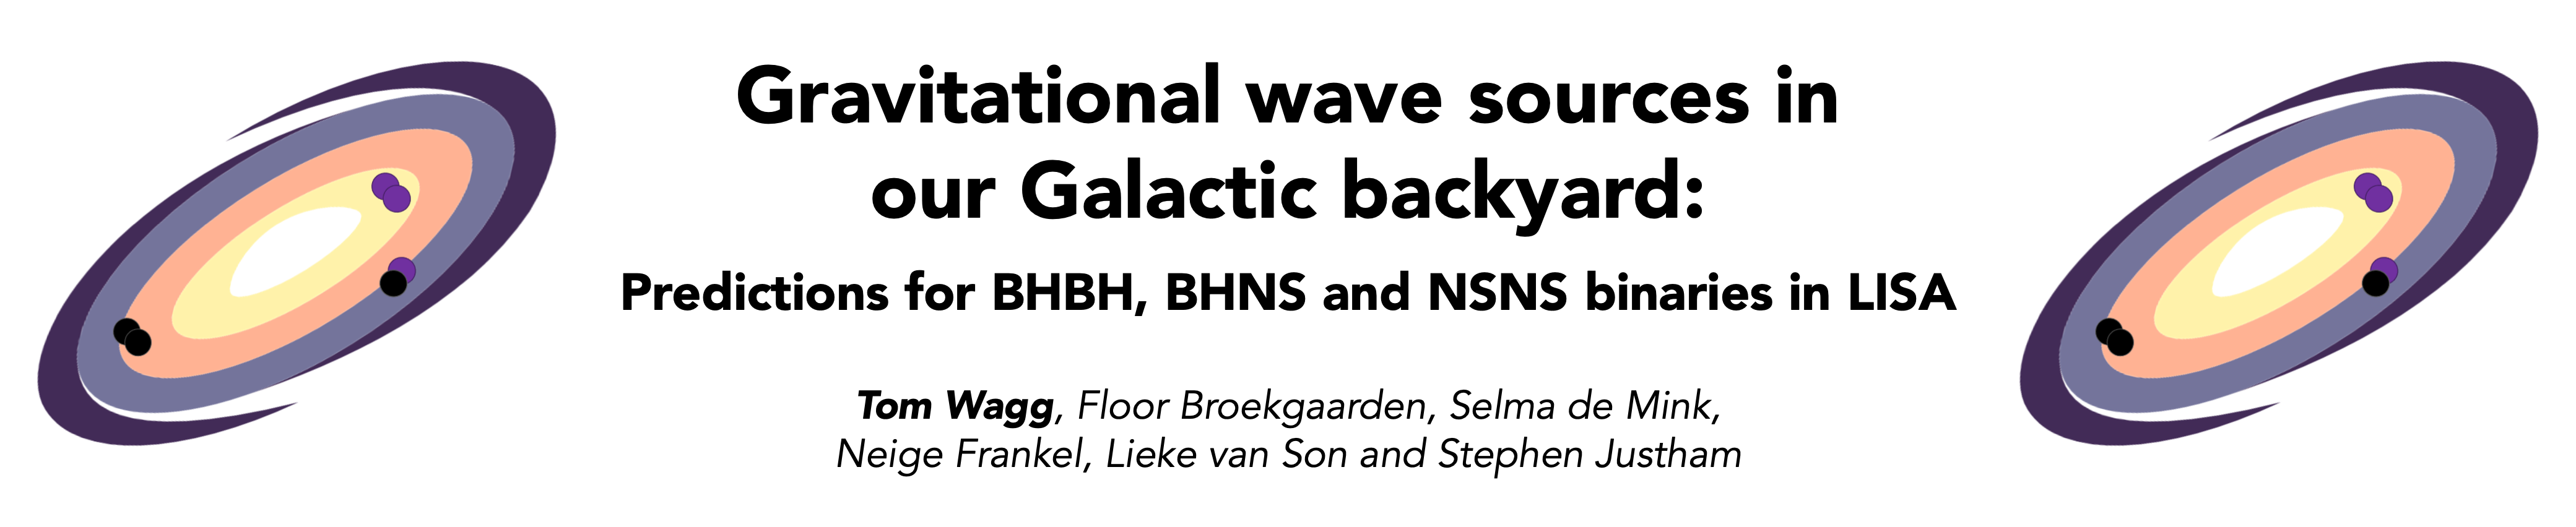 Gravitational wave sources in
our Galactic backyard:
Predictions for BHBH, BHNS and NSNS binaries in LISA
Tom Wagg, Floor Broekgaarden, Selma de Mink,
Neige Frankel, Lieke van Son and Stephen Justham